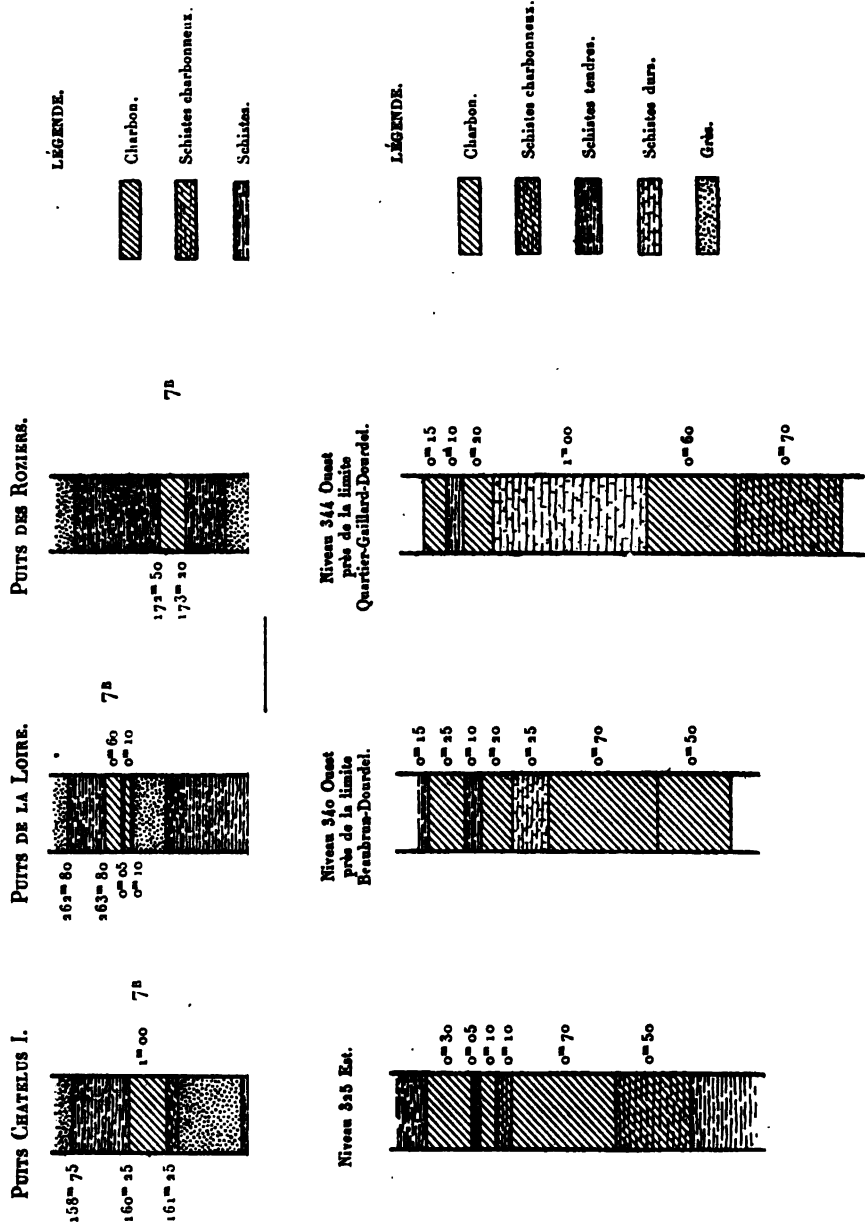 PUITS CHATELUS I.
158ᵐ 75
160ᵐ 25
161ᵐ 25
1ᵐ 00
7ᴮ
PUITS DE LA LOIRE.
262ᵐ 80
263ᵐ 80
0ᵐ 05
0ᵐ 10
0ᵐ 60
0ᵐ 10
7ᴮ
PUITS DES ROZIERS.
172ᵐ 50
173ᵐ 20
7ᴮ
LÉGENDE.
Charbon.
Schistes charbonneux.
Schistes.
Niveau 325 Est.
0ᵐ 30
0ᵐ 05
0ᵐ 10
0ᵐ 10
0ᵐ 70
0ᵐ 50
Niveau 340 Ouest
près de la limite
Beaubrun-Dourdel.
0ᵐ 15
0ᵐ 25
0ᵐ 10
0ᵐ 20
0ᵐ 25
0ᵐ 70
0ᵐ 50
Niveau 344 Ouest
près de la limite
Quartier-Gaillard-Dourdel.
0ᵐ 15
0ᵐ 10
0ᵐ 20
1ᵐ 00
0ᵐ 60
0ᵐ 70
LÉGENDE.
Charbon.
Schistes charbonneux.
Schistes tendres.
Schistes durs.
Grès.